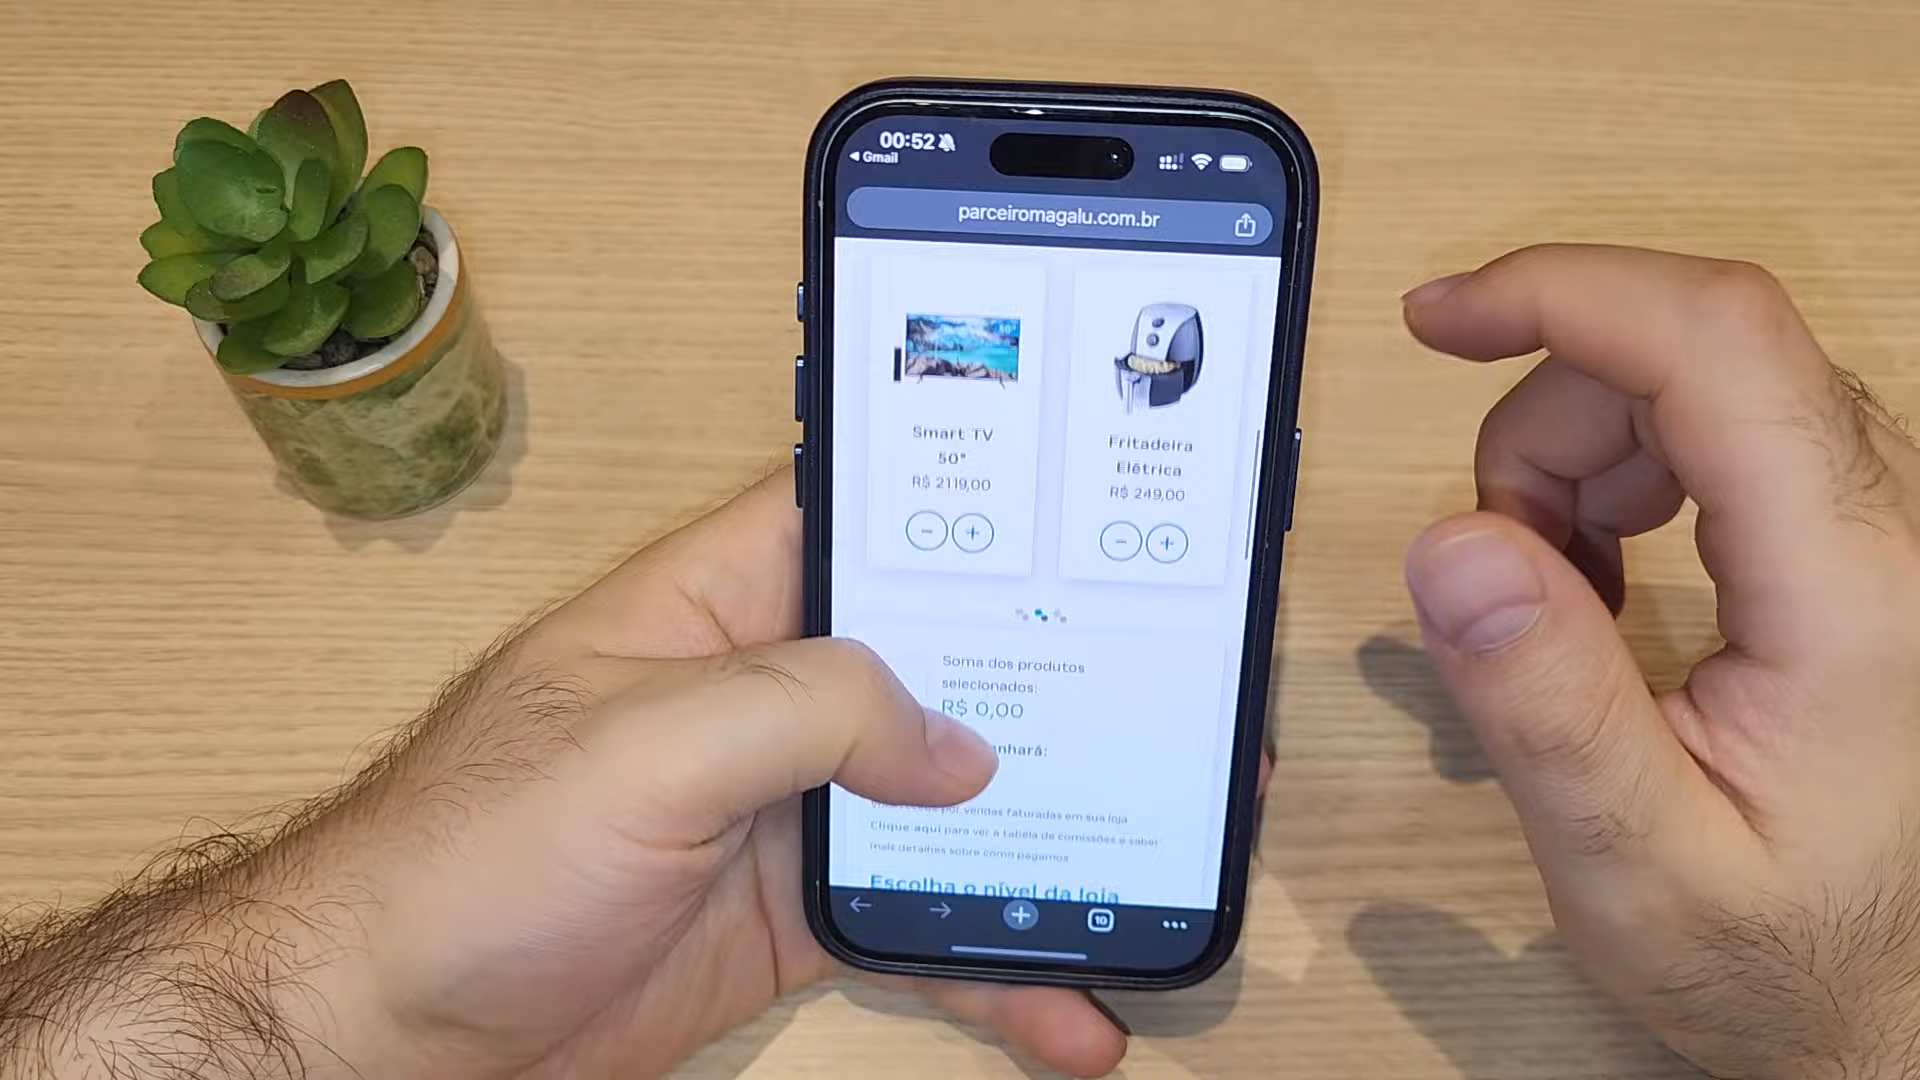 00:52
◀ Gmail
parceiromagalu.com.br
Smart TV
50"
R$ 2119,00
Fritadeira
Elétrica
R$ 249,00
Soma dos produtos
selecionados:
R$ 0,00
nhará:
por vendas faturadas em sua loja
Clique aqui para ver a tabela de comissões e saber
mais detalhes sobre como pagamos
Escolha o nível da loja
10